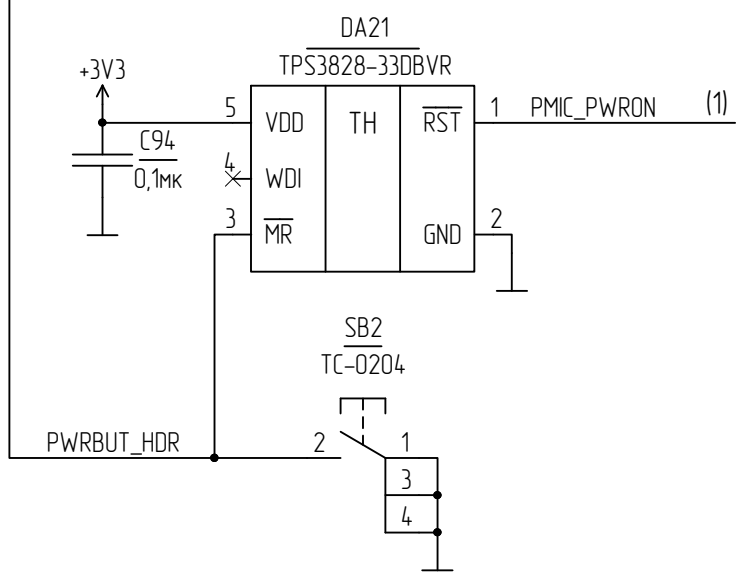 DA21
TPS3828-33DBVR
+3V3
5 VDD TH RST 1 PMIC_PWRON (1)
C94
0,1мк
4 WDI
3 MR GND 2
SB2
TC-0204
PWRBUT_HDR 2 1
3
4